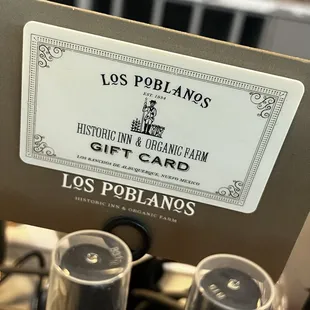 LOS POBLANOS
EST. 1934
HISTORIC INN & ORGANIC FARM
GIFT CARD
LOS RANCHOS DE ALBUQUERQUE, NUEVO MEXICO
LOS POBLANOS
HISTORIC INN & ORGANIC FARM